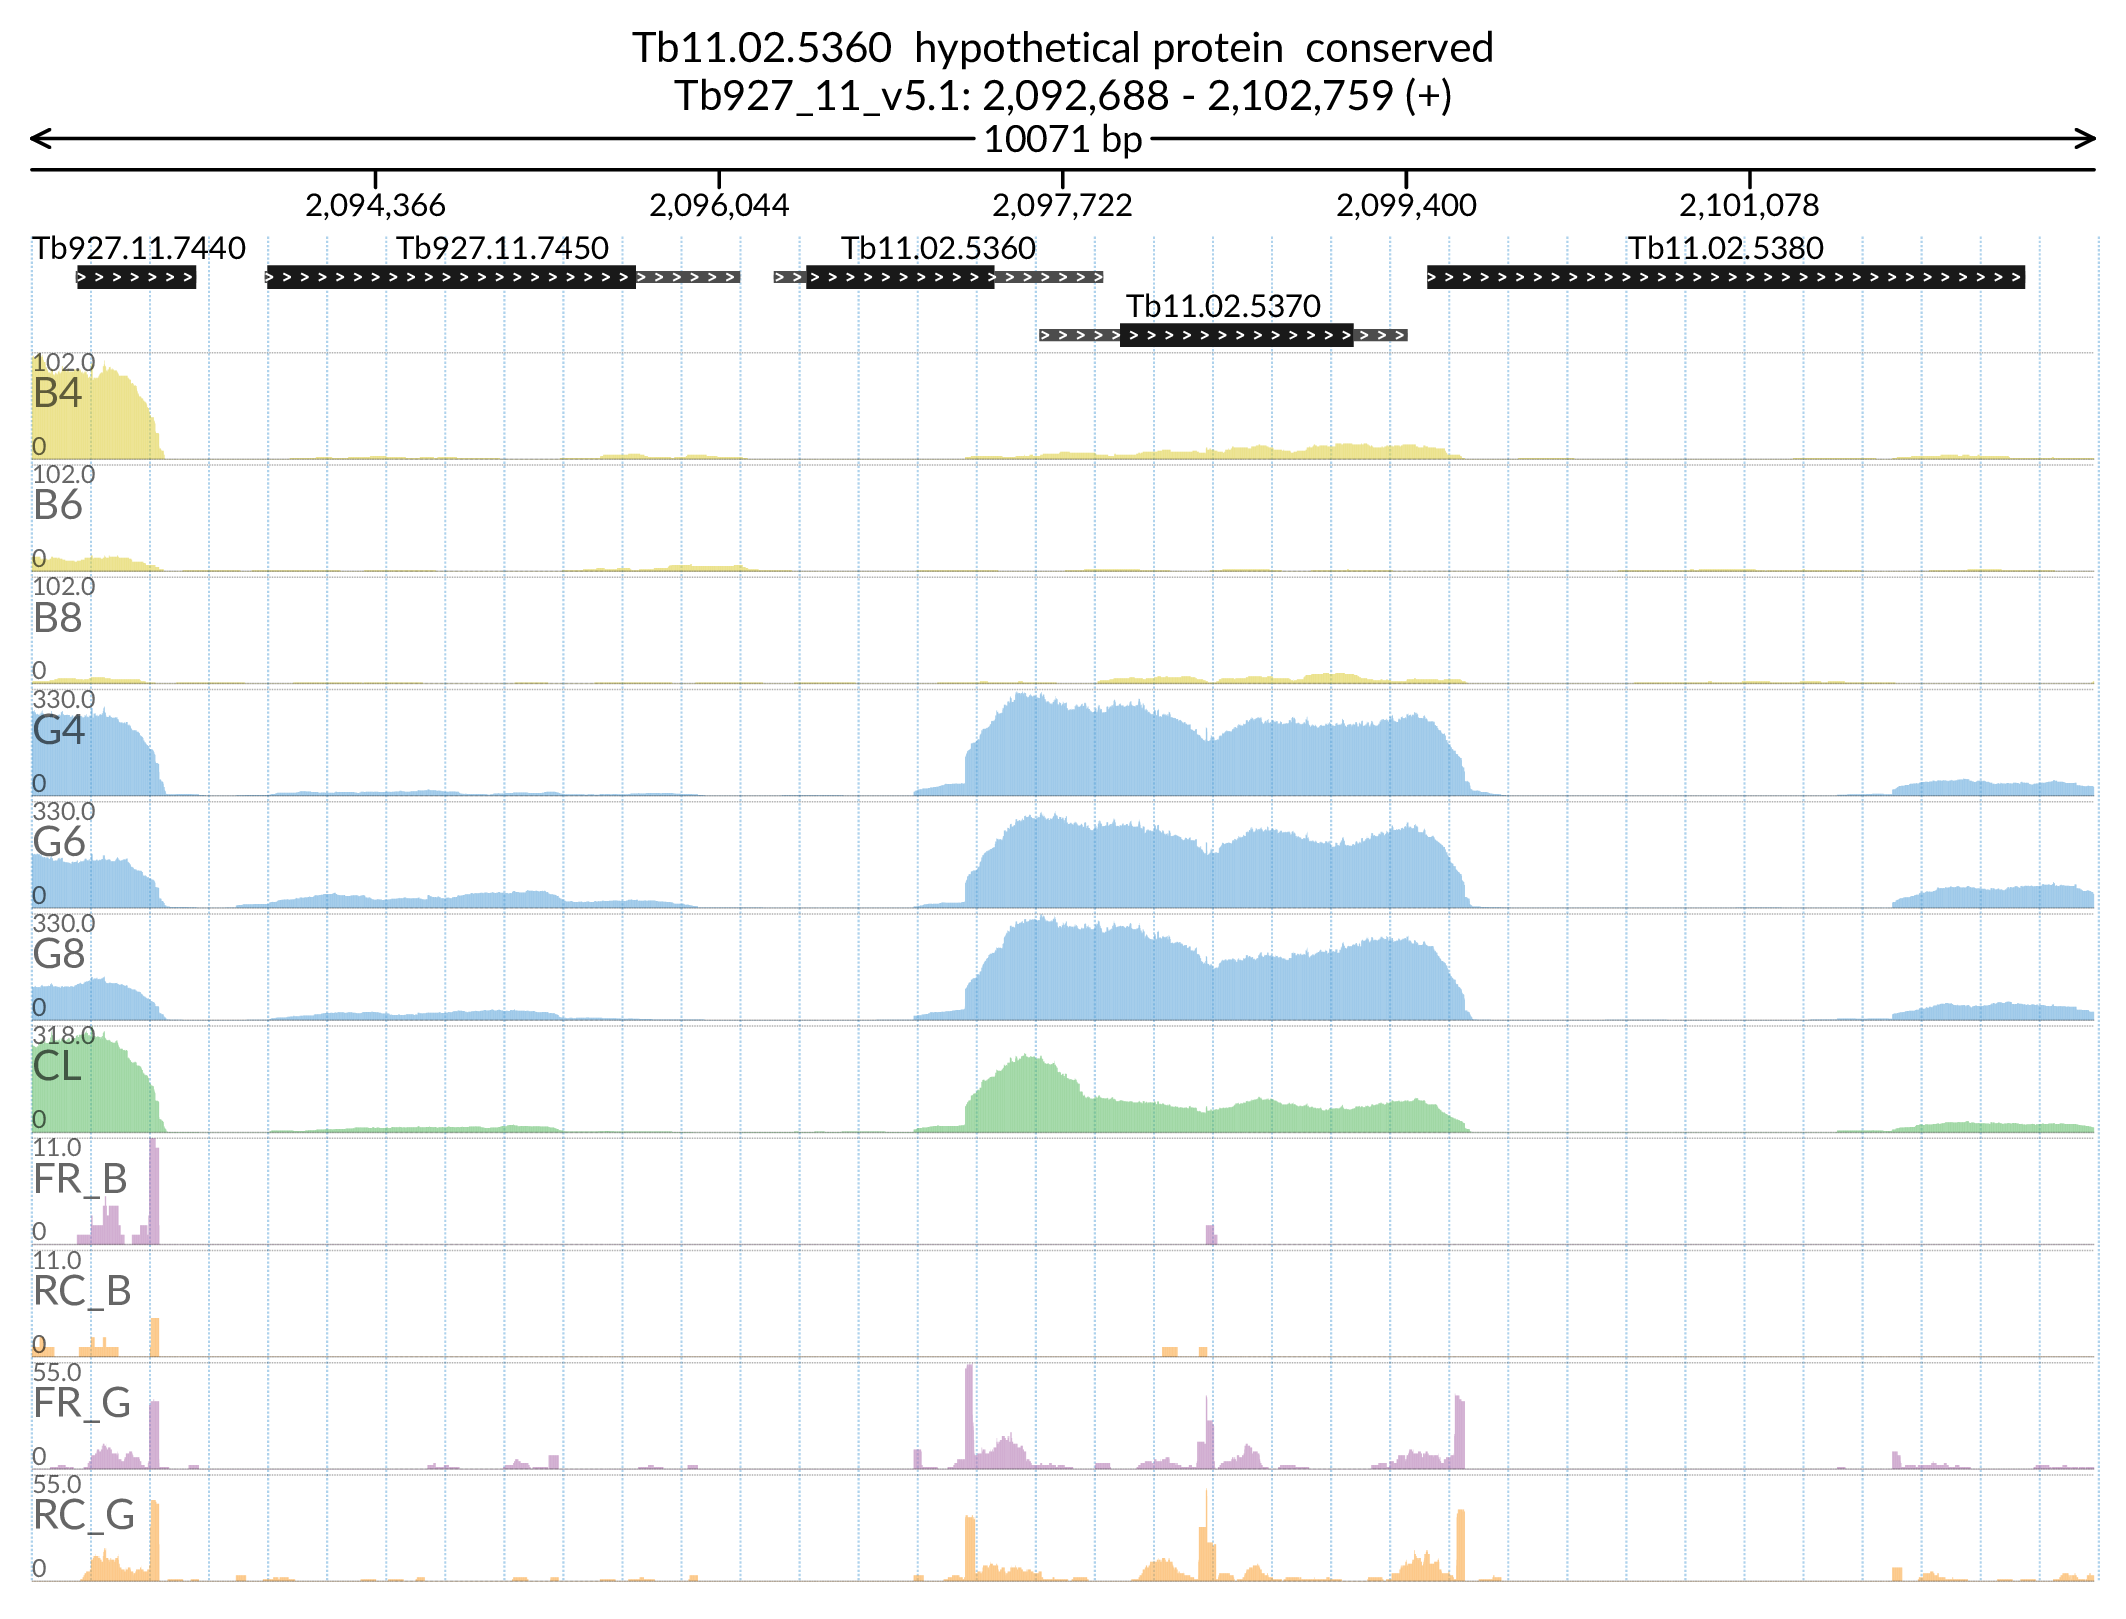 Tb11.02.5360 hypothetical protein conserved
Tb927_11_v5.1: 2,092,688 - 2,102,759 (+)
10071 bp
2,094,366 2,096,044 2,097,722 2,099,400 2,101,078
Tb927.11.7440 Tb927.11.7450 Tb11.02.5360 Tb11.02.5380
Tb11.02.5370
102.0
B4
0
102.0
B6
0
102.0
B8
0
330.0
G4
0
330.0
G6
0
330.0
G8
0
318.0
CL
0
11.0
FR_B
0
11.0
RC_B
0
55.0
FR_G
0
55.0
RC_G
0